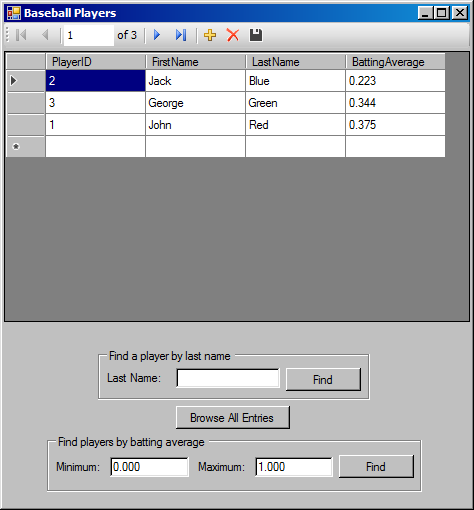 Baseball Players
1 of 3
PlayerID FirstName LastName BattingAverage
2 Jack Blue 0.223
3 George Green 0.344
1 John Red 0.375
*
Find a player by last name
Last Name: Find
Browse All Entries
Find players by batting average
Minimum: 0.000 Maximum: 1.000 Find